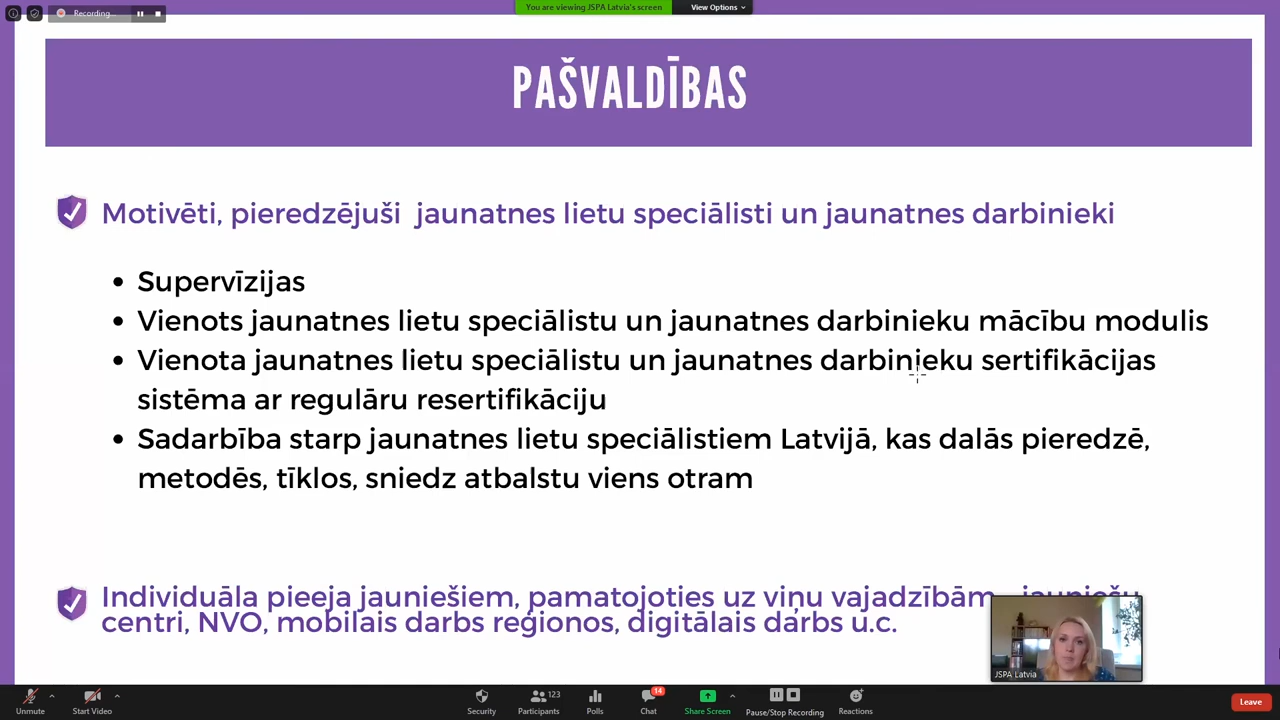 Recording...
You are viewing JSPA Latvia's screen
View Options
PAŠVALDĪBAS
Motivēti, pieredzējuši jaunatnes lietu speciālisti un jaunatnes darbinieki
• Supervīzijas
• Vienots jaunatnes lietu speciālistu un jaunatnes darbinieku mācību modulis
• Vienota jaunatnes lietu speciālistu un jaunatnes darbinieku sertifikācijas
sistēma ar regulāru resertifikāciju
• Sadarbība starp jaunatnes lietu speciālistiem Latvijā, kas dalās pieredzē,
metodēs, tīklos, sniedz atbalstu viens otram
Individuāla pieeja jauniešiem, pamatojoties uz viņu vajadzībām - jauniešu
centri, NVO, mobilais darbs reģionos, digitālais darbs u.c.
JSPA Latvia
Unmute
Start Video
Security
Participants 123
Polls
Chat 14
Share Screen
Pause/Stop Recording
Reactions
Leave